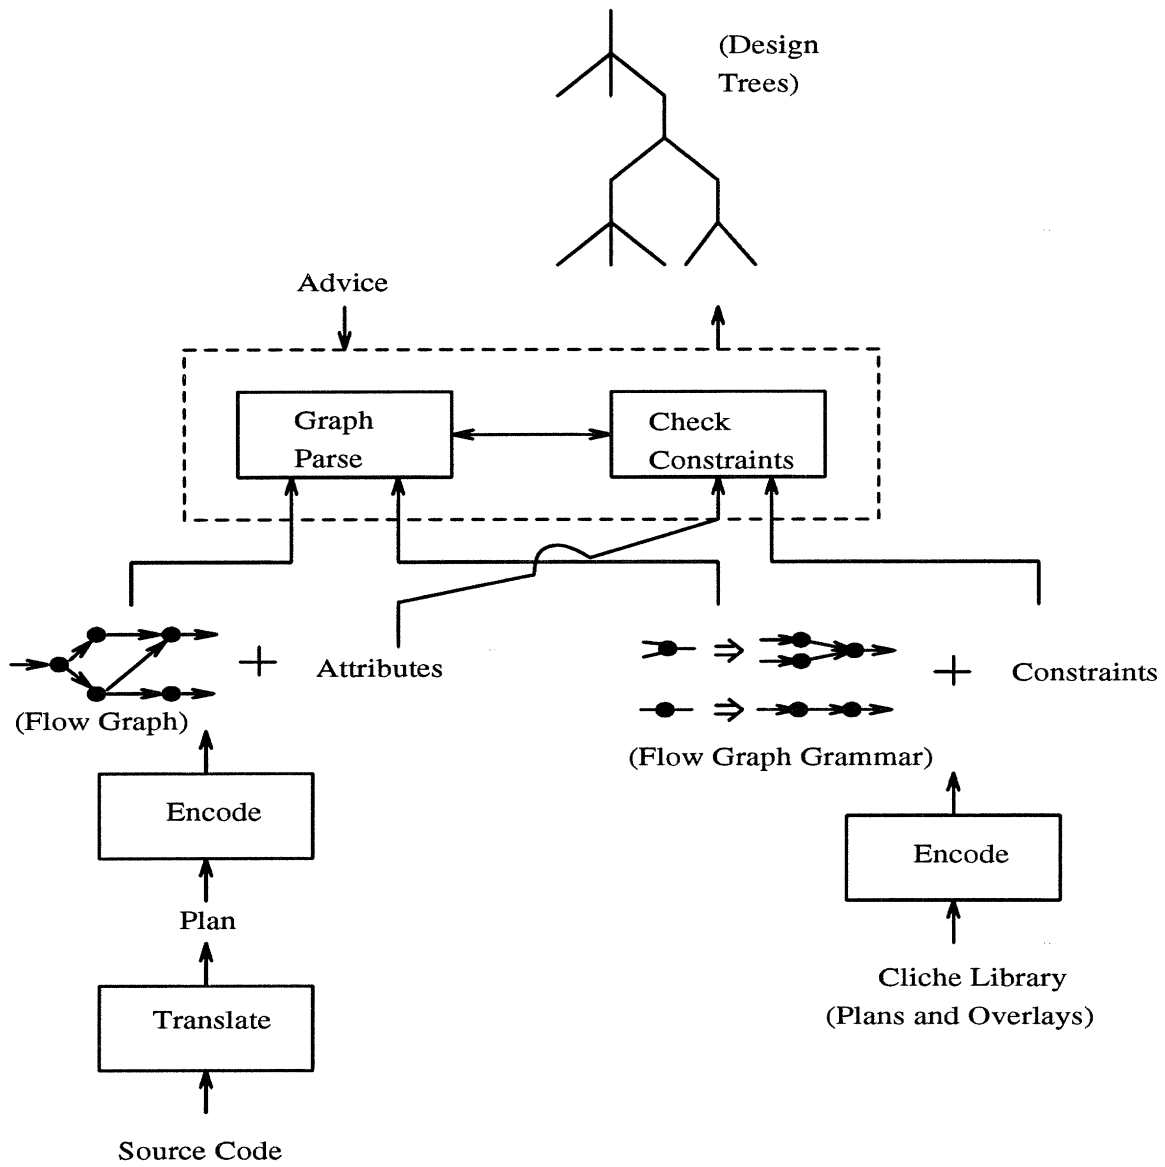 (Design
Trees)
Advice
Graph
Parse
Check
Constraints
Attributes
Constraints
(Flow Graph)
(Flow Graph Grammar)
Encode
Encode
Plan
Cliche Library
(Plans and Overlays)
Translate
Source Code